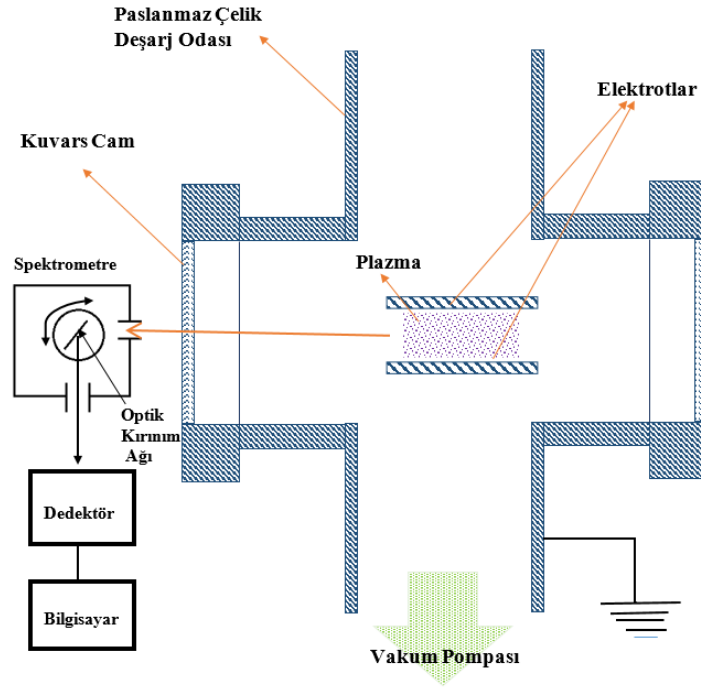 Paslanmaz Çelik
Deşarj Odası
Elektrotlar
Kuvars Cam
Plazma
Spektrometre
Optik
Kırınım
Ağı
Dedektör
Bilgisayar
Vakum Pompası